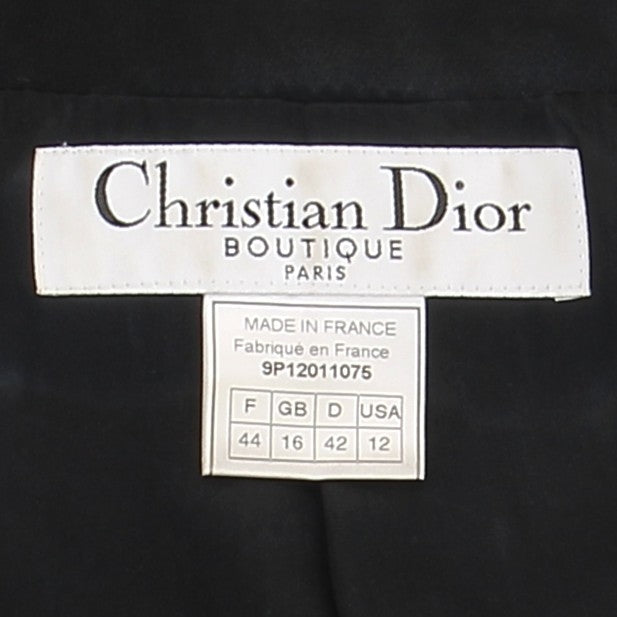 Christian Dior
BOUTIQUE
PARIS
MADE IN FRANCE
Fabriqué en France
9P12011075
F GB D USA
44 16 42 12